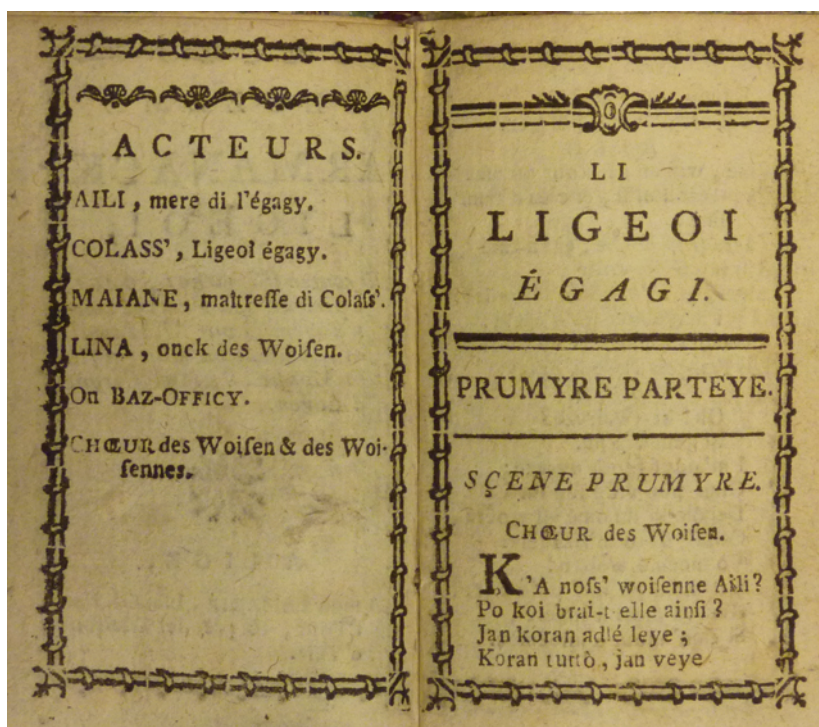 ACTEURS.
AILI, mere di l'égagy.
COLASS', Ligeoi égagy.
MAIANE, maîtreſſe di Colaſs'.
LINA, onck des Woiſen.
On BAZ-OFFICY.
CHŒUR des Woiſen & des Woi-
ſennes.
LI
LIGEOI
ÉGAGI.
PRUMYRE PARTEYE.
SÇENE PRUMYRE.
CHŒUR des Woiſen.
K'A noſs' woiſenne Aili?
Po koi brai-t-elle ainſi?
Jan koran adlé leye;
Koran turtò, jan veye